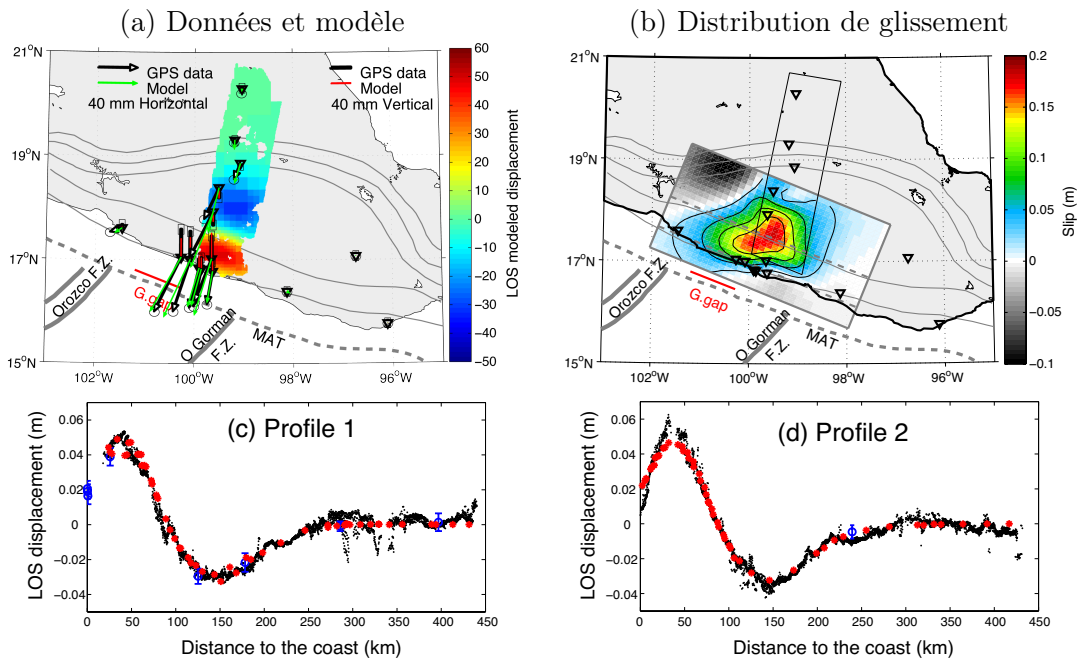 (a) Données et modèle
(b) Distribution de glissement
21°N
19°N
17°N
15°N
102°W
100°W
98°W
96°W
GPS data
Model
40 mm Horizontal
GPS data
Model
40 mm Vertical
Orozco F.Z.
G.gap
O Gorman
F.Z.
MAT
60
50
40
30
20
10
0
−10
−20
−30
−40
−50
LOS modeled displacement
21°N
19°N
17°N
15°N
102°W
100°W
98°W
96°W
Orozco F.Z.
G.gap
O Gorman
F.Z.
MAT
0.2
0.15
0.10
0.05
0
−0.05
−0.1
Slip (m)
(c) Profile 1
LOS displacement (m)
0.06
0.04
0.02
0
−0.02
−0.04
0 50 100 150 200 250 300 350 400 450
Distance to the coast (km)
(d) Profile 2
LOS displacement (m)
0.06
0.04
0.02
0
−0.02
−0.04
0 50 100 150 200 250 300 350 400 450
Distance to the coast (km)